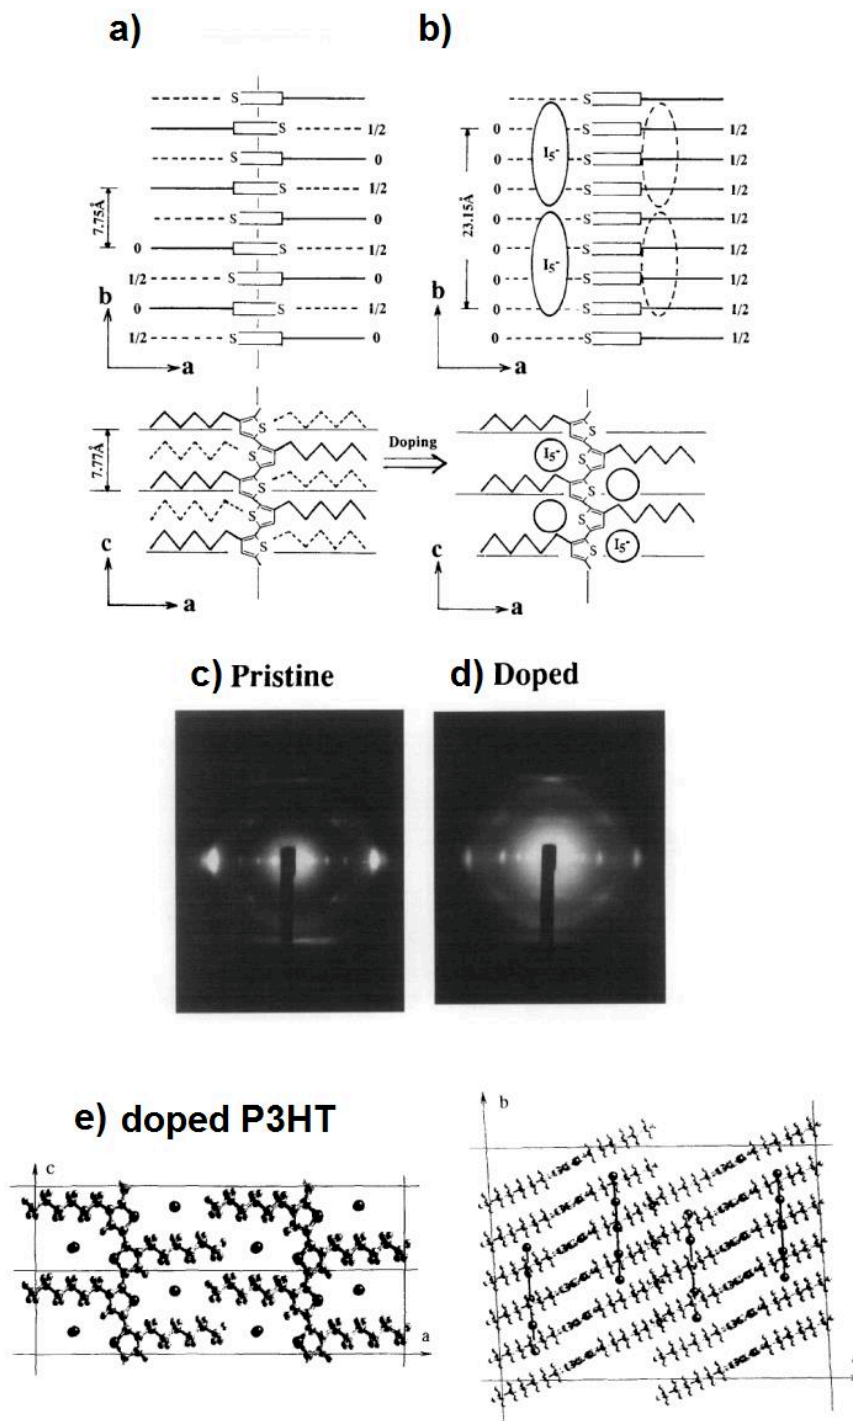 a)
b)
S
S 1/2
S 0
S 1/2
7.75Å
S 0
0 S 1/2
1/2 S 0
0 S 1/2
1/2 S 0
b
a
S
0 S 1/2
0 I5- S 1/2
0 S 1/2
23.15Å
0 S 1/2
0 I5- S 1/2
0 S 1/2
0 S 1/2
0 S 1/2
b
a
7.77Å
S
S
S
S
S
c
a
Doping
S
I5- S
S
S
S I5-
c
a
c) Pristine
d) Doped
e) doped P3HT
c
a
b